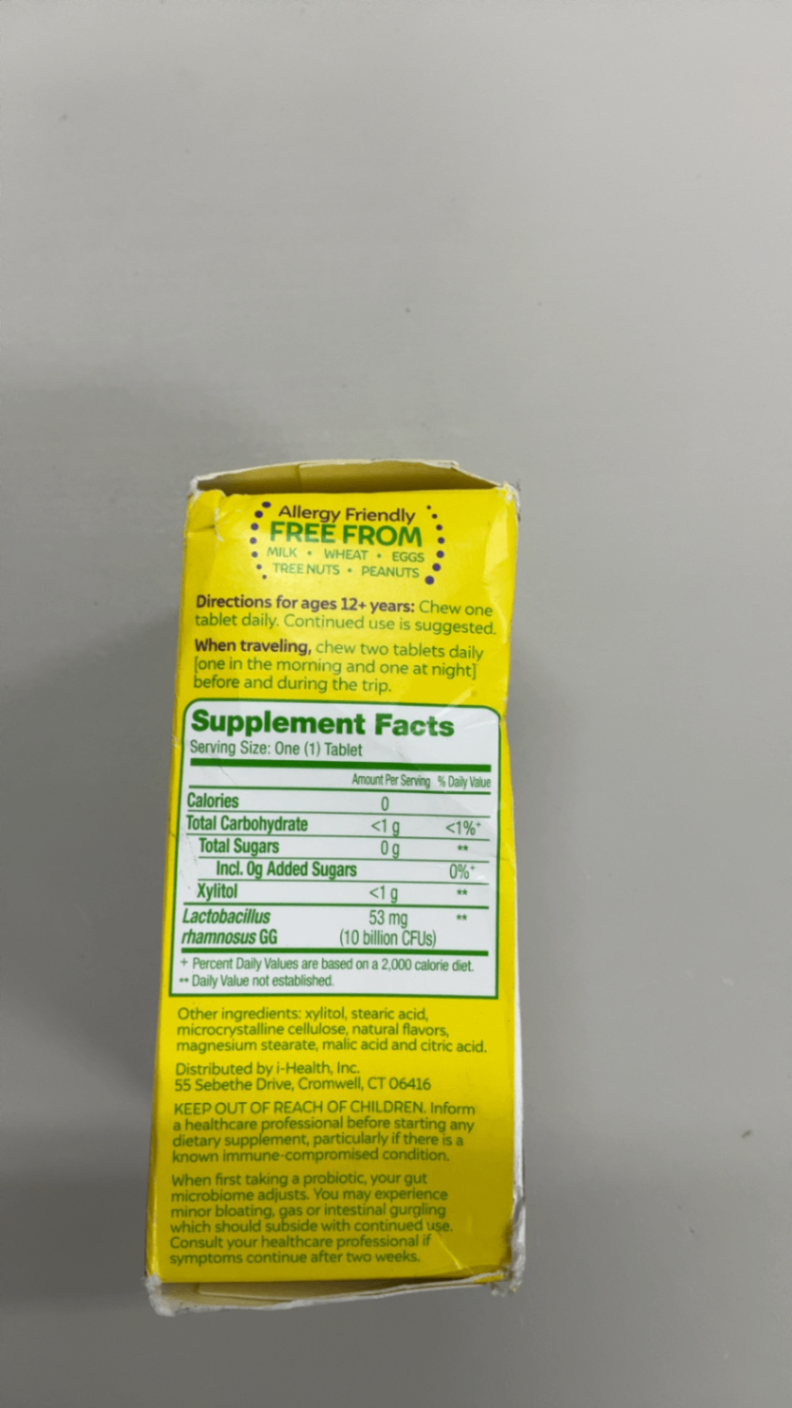 Allergy Friendly
FREE FROM
MILK • WHEAT • EGGS
TREE NUTS • PEANUTS
Directions for ages 12+ years: Chew one
tablet daily. Continued use is suggested.
When traveling, chew two tablets daily
[one in the morning and one at night]
before and during the trip.
Supplement Facts
Serving Size: One (1) Tablet
Amount Per Serving % Daily Value
Calories 0
Total Carbohydrate <1 g <1%+
Total Sugars 0 g **
Incl. 0g Added Sugars 0%+
Xylitol <1 g **
Lactobacillus 53 mg **
rhamnosus GG (10 billion CFUs)
+ Percent Daily Values are based on a 2,000 calorie diet.
** Daily Value not established.
Other ingredients: xylitol, stearic acid,
microcrystalline cellulose, natural flavors,
magnesium stearate, malic acid and citric acid.
Distributed by i-Health, Inc.
55 Sebethe Drive, Cromwell, CT 06416
KEEP OUT OF REACH OF CHILDREN. Inform
a healthcare professional before starting any
dietary supplement, particularly if there is a
known immune-compromised condition.
When first taking a probiotic, your gut
microbiome adjusts. You may experience
minor bloating, gas or intestinal gurgling
which should subside with continued use.
Consult your healthcare professional if
symptoms continue after two weeks.